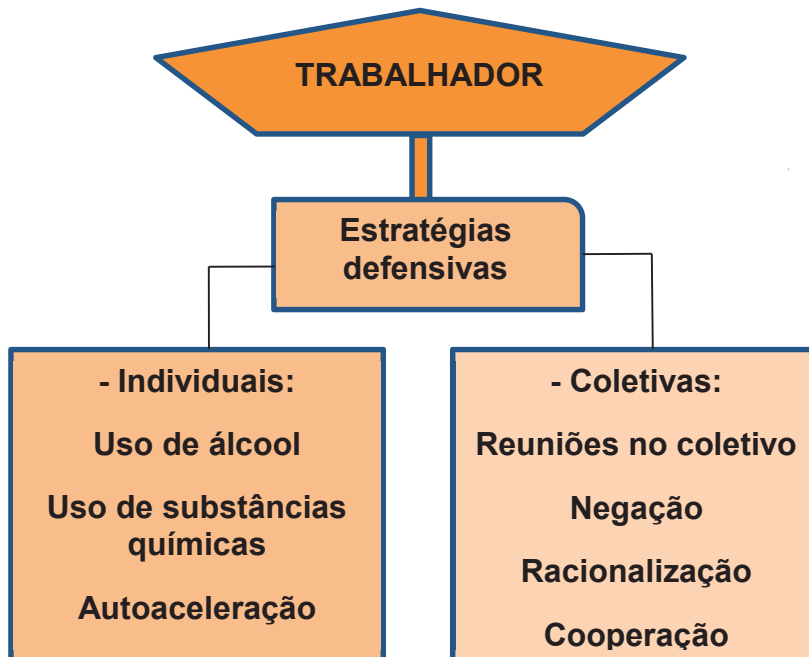 TRABALHADOR
Estratégias
defensivas
- Individuais:
Uso de álcool
Uso de substâncias
químicas
Autoaceleração
- Coletivas:
Reuniões no coletivo
Negação
Racionalização
Cooperação